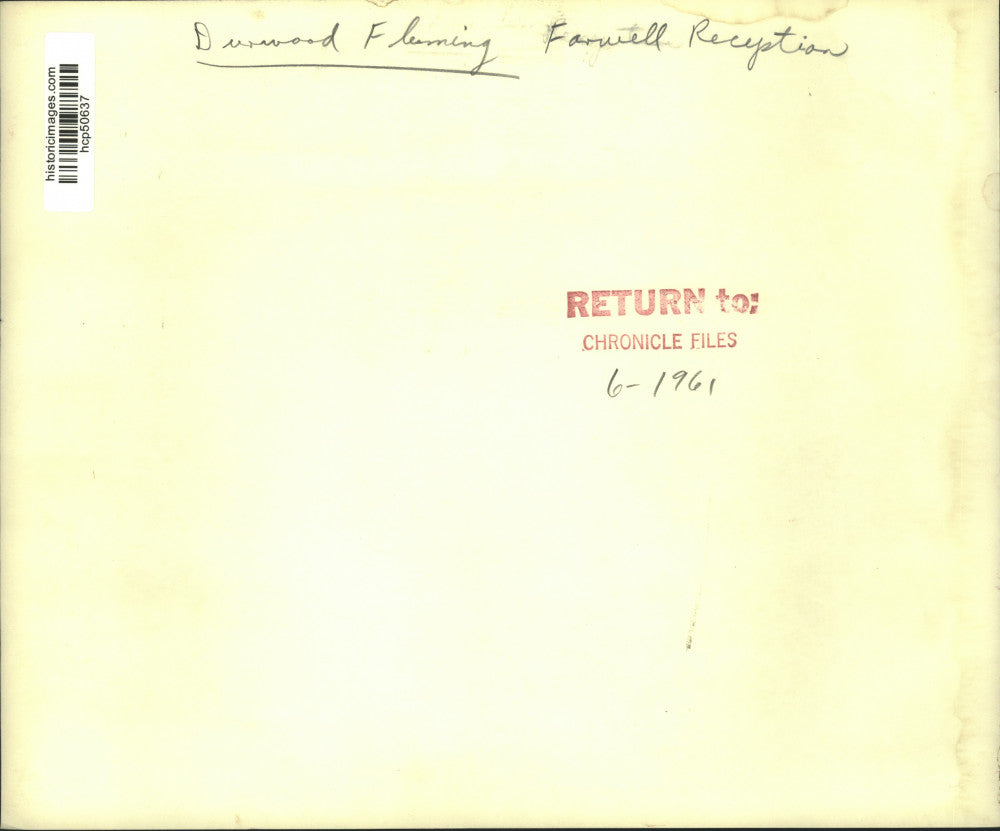 Durwood Fleming Farwell Reception
historicimages.com
hcp50637
RETURN to;
CHRONICLE FILES
6-1961